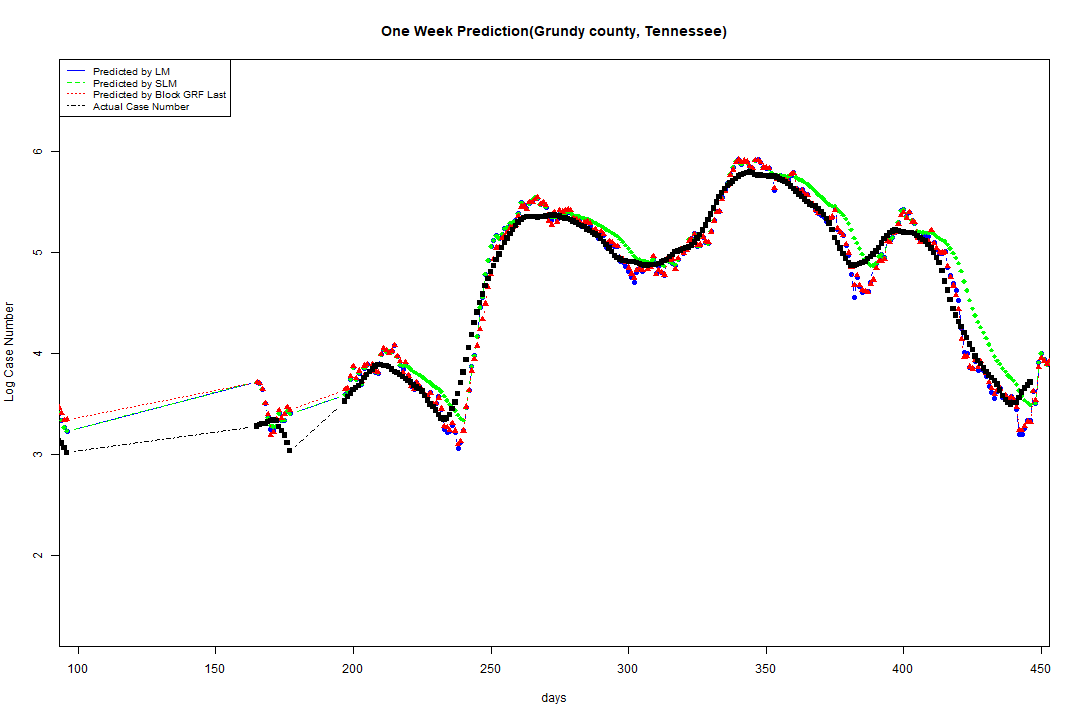 One Week Prediction(Grundy county, Tennessee)
Predicted by LM
Predicted by SLM
Predicted by Block GRF Last
Actual Case Number
6
5
4
3
2
Log Case Number
100 150 200 250 300 350 400 450
days